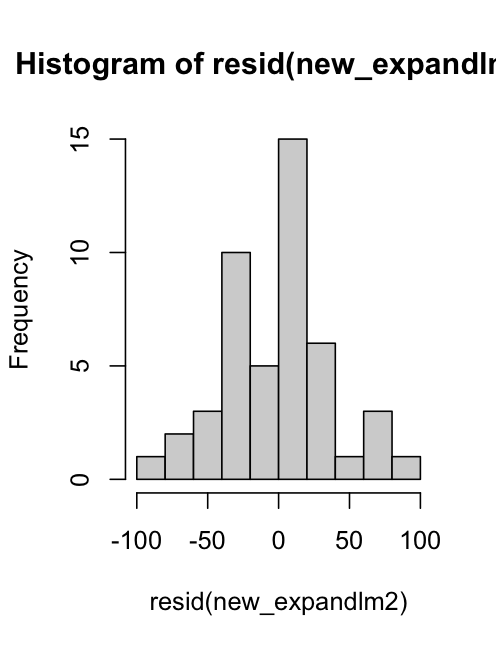 Histogram of resid(new_expandlm
Frequency
15
10
5
0
-100 -50 0 50 100
resid(new_expandlm2)